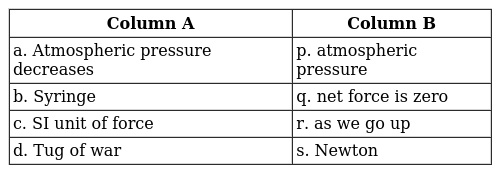 Column A Column B
a. Atmospheric pressure decreases p. atmospheric pressure
b. Syringe q. net force is zero
c. SI unit of force r. as we go up
d. Tug of war s. Newton